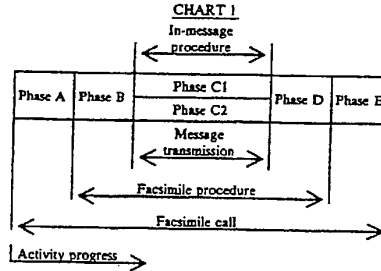 CHART 1
In-message
procedure
Phase A Phase B Phase C1 Phase D Phase E
Phase C2
Message
transmission
Facsimile procedure
Facsimile call
Activity progress